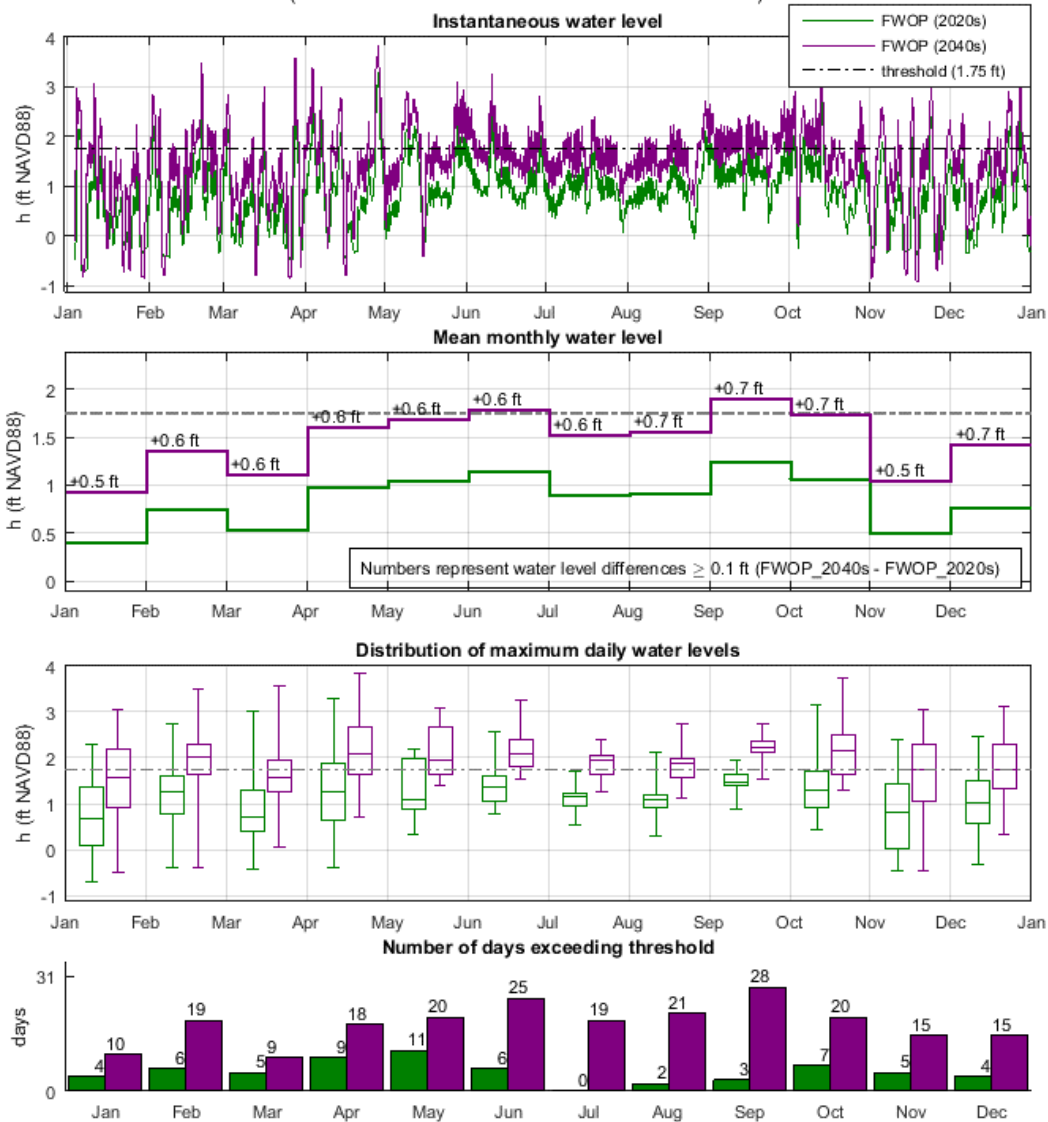 Instantaneous water level
FWOP (2020s)
FWOP (2040s)
threshold (1.75 ft)
h (ft NAVD88)
4
3
2
1
0
-1
Jan Feb Mar Apr May Jun Jul Aug Sep Oct Nov Dec Jan
Mean monthly water level
h (ft NAVD88)
2
1.5
1
0.5
0
+0.5 ft +0.6 ft +0.6 ft +0.6 ft +0.6 ft +0.6 ft +0.6 ft +0.7 ft +0.7 ft +0.7 ft +0.5 ft +0.7 ft
Numbers represent water level differences ≥ 0.1 ft (FWOP_2040s - FWOP_2020s)
Jan Feb Mar Apr May Jun Jul Aug Sep Oct Nov Dec
Distribution of maximum daily water levels
h (ft NAVD88)
4
3
2
1
0
-1
Jan Feb Mar Apr May Jun Jul Aug Sep Oct Nov Dec Jan
Number of days exceeding threshold
days
31
0
4 10 6 19 5 9 9 18 11 20 6 25 0 19 2 21 3 28 7 20 5 15 4 15
Jan Feb Mar Apr May Jun Jul Aug Sep Oct Nov Dec